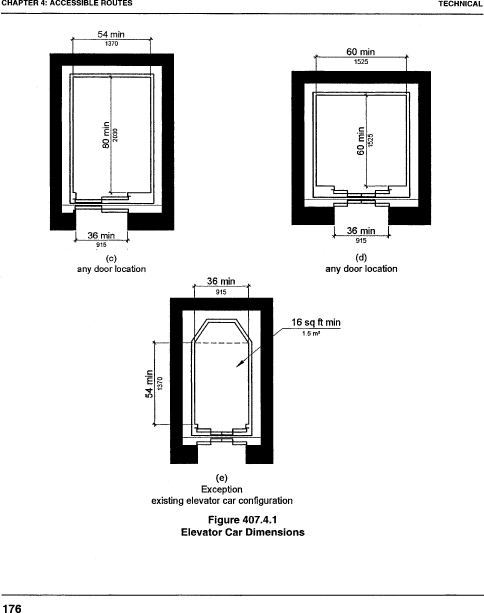 CHAPTER 4: ACCESSIBLE ROUTES
TECHNICAL
54 min
1370
80 min
2030
36 min
915
(c)
any door location
60 min
1525
60 min
1525
36 min
915
(d)
any door location
36 min
915
16 sq ft min
1.5 m²
54 min
1370
(e)
Exception
existing elevator car configuration
Figure 407.4.1
Elevator Car Dimensions
176